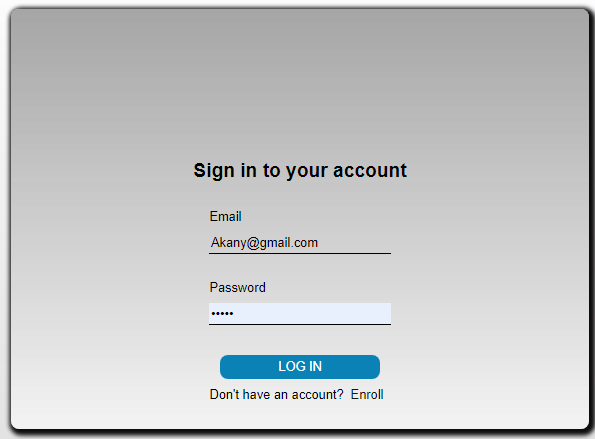 Sign in to your account
Email
Akany@gmail.com
Password
•••••
LOG IN
Don't have an account? Enroll